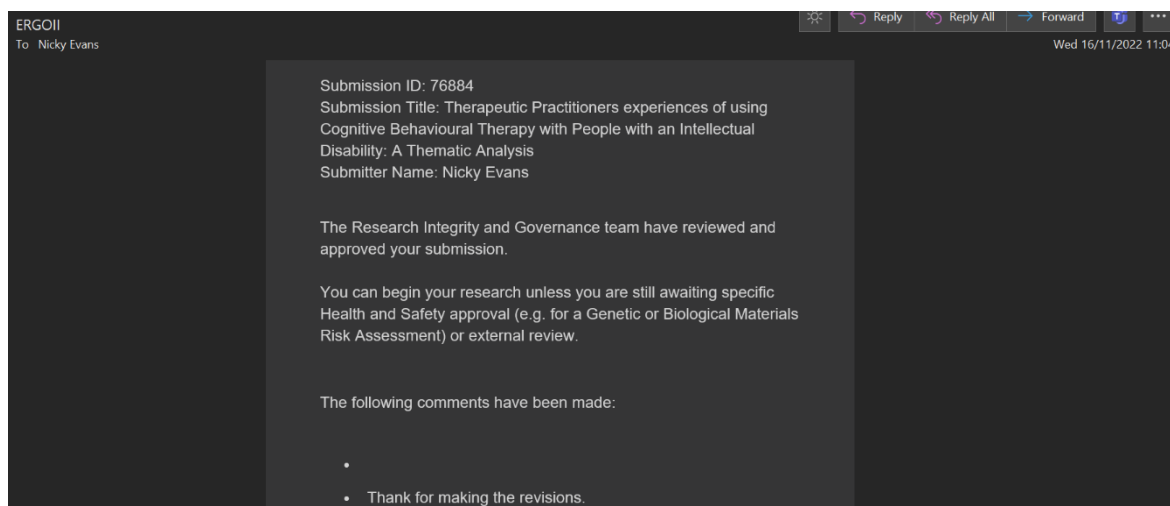 ERGOII
Reply Reply All Forward
To Nicky Evans
Wed 16/11/2022 11:04
Submission ID: 76884
Submission Title: Therapeutic Practitioners experiences of using
Cognitive Behavioural Therapy with People with an Intellectual
Disability: A Thematic Analysis
Submitter Name: Nicky Evans
The Research Integrity and Governance team have reviewed and
approved your submission.
You can begin your research unless you are still awaiting specific
Health and Safety approval (e.g. for a Genetic or Biological Materials
Risk Assessment) or external review.
The following comments have been made:
•
• Thank for making the revisions.